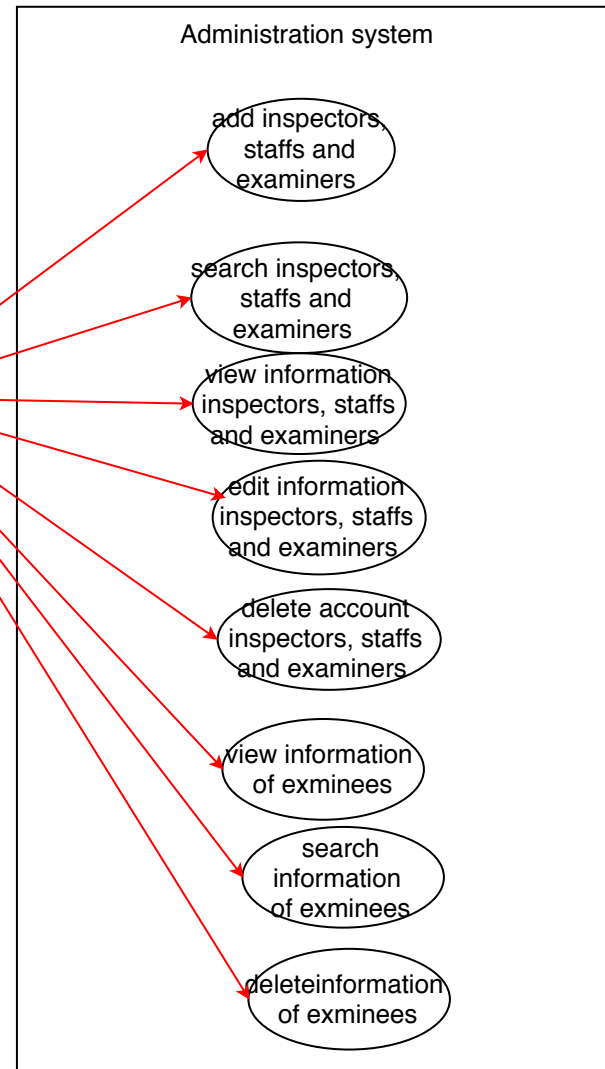 Administration system
add inspectors,
staffs and
examiners
search inspectors,
staffs and
examiners
view information
inspectors, staffs
and examiners
edit information
inspectors, staffs
and examiners
delete account
inspectors, staffs
and examiners
view information
of exminees
search
information
of exminees
deleteinformation
of exminees